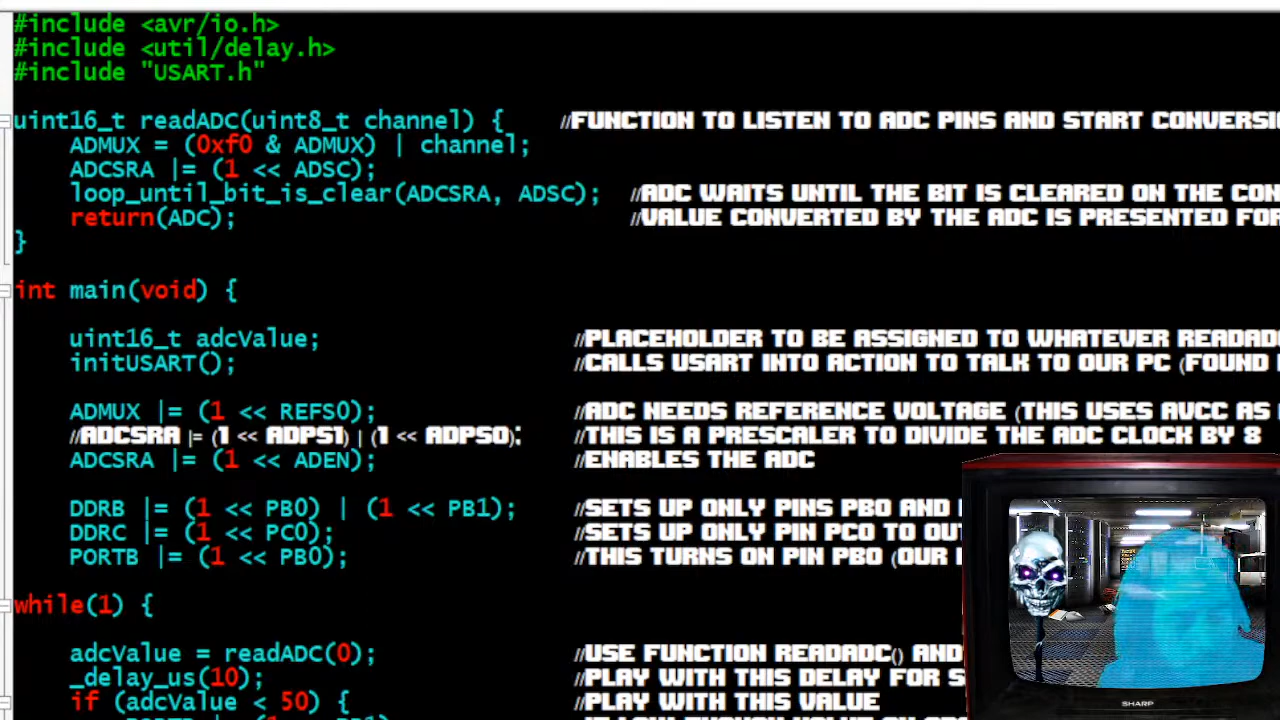 #include <avr/io.h>
#include <util/delay.h>
#include "USART.h"
uint16_t readADC(uint8_t channel) { //FUNCTION TO LISTEN TO ADC PINS AND START
ADMUX = (0xf0 & ADMUX) | channel;
ADCSRA |= (1 << ADSC);
loop_until_bit_is_clear(ADCSRA, ADSC); //ADC WAITS UNTIL THE BIT IS CLEARED ON THE
return(ADC); //VALUE CONVERTED BY THE ADC IS PRESENTED
}
int main(void) {
uint16_t adcValue; //PLACEHOLDER TO BE ASSIGNED TO WHATEVER
initUSART(); //CALLS USART INTO ACTION TO TALK TO OUR PC (FOUND
ADMUX |= (1 << REFS0); //ADC NEEDS REFERENCE VOLTAGE (THIS USES AVCC AS
//ADCSRA |= (1 << ADPS1) | (1 << ADPS0); //THIS IS A PRESCALER TO DIVIDE THE ADC CLOCK BY 8
ADCSRA |= (1 << ADEN); //ENABLES THE ADC
DDRB |= (1 << PB0) | (1 << PB1); //SETS UP ONLY PINS PB0 AND
DDRC |= (1 << PC0); //SETS UP ONLY PIN PC0 TO
PORTB |= (1 << PB0); //THIS TURNS ON PIN PB0 (OUR
while(1) {
adcValue = readADC(0); //USE FUNCTION READADC() AND
_delay_us(10); //PLAY WITH THIS DELAY FOR
if (adcValue < 50) { //PLAY WITH THIS VALUE
SHARP